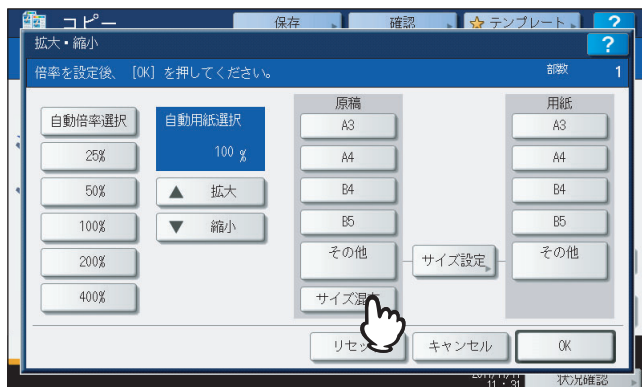 コピー
保存
確認
テンプレート
?
拡大・縮小
?
倍率を設定後、 [OK] を押してください。
部数 1
自動倍率選択
25%
50%
100%
200%
400%
自動用紙選択
100 %
▲ 拡大
▼ 縮小
原稿
A3
A4
B4
B5
その他
サイズ混
サイズ設定
用紙
A3
A4
B4
B5
その他
リセッ
キャンセル
OK
11:31
状況確認